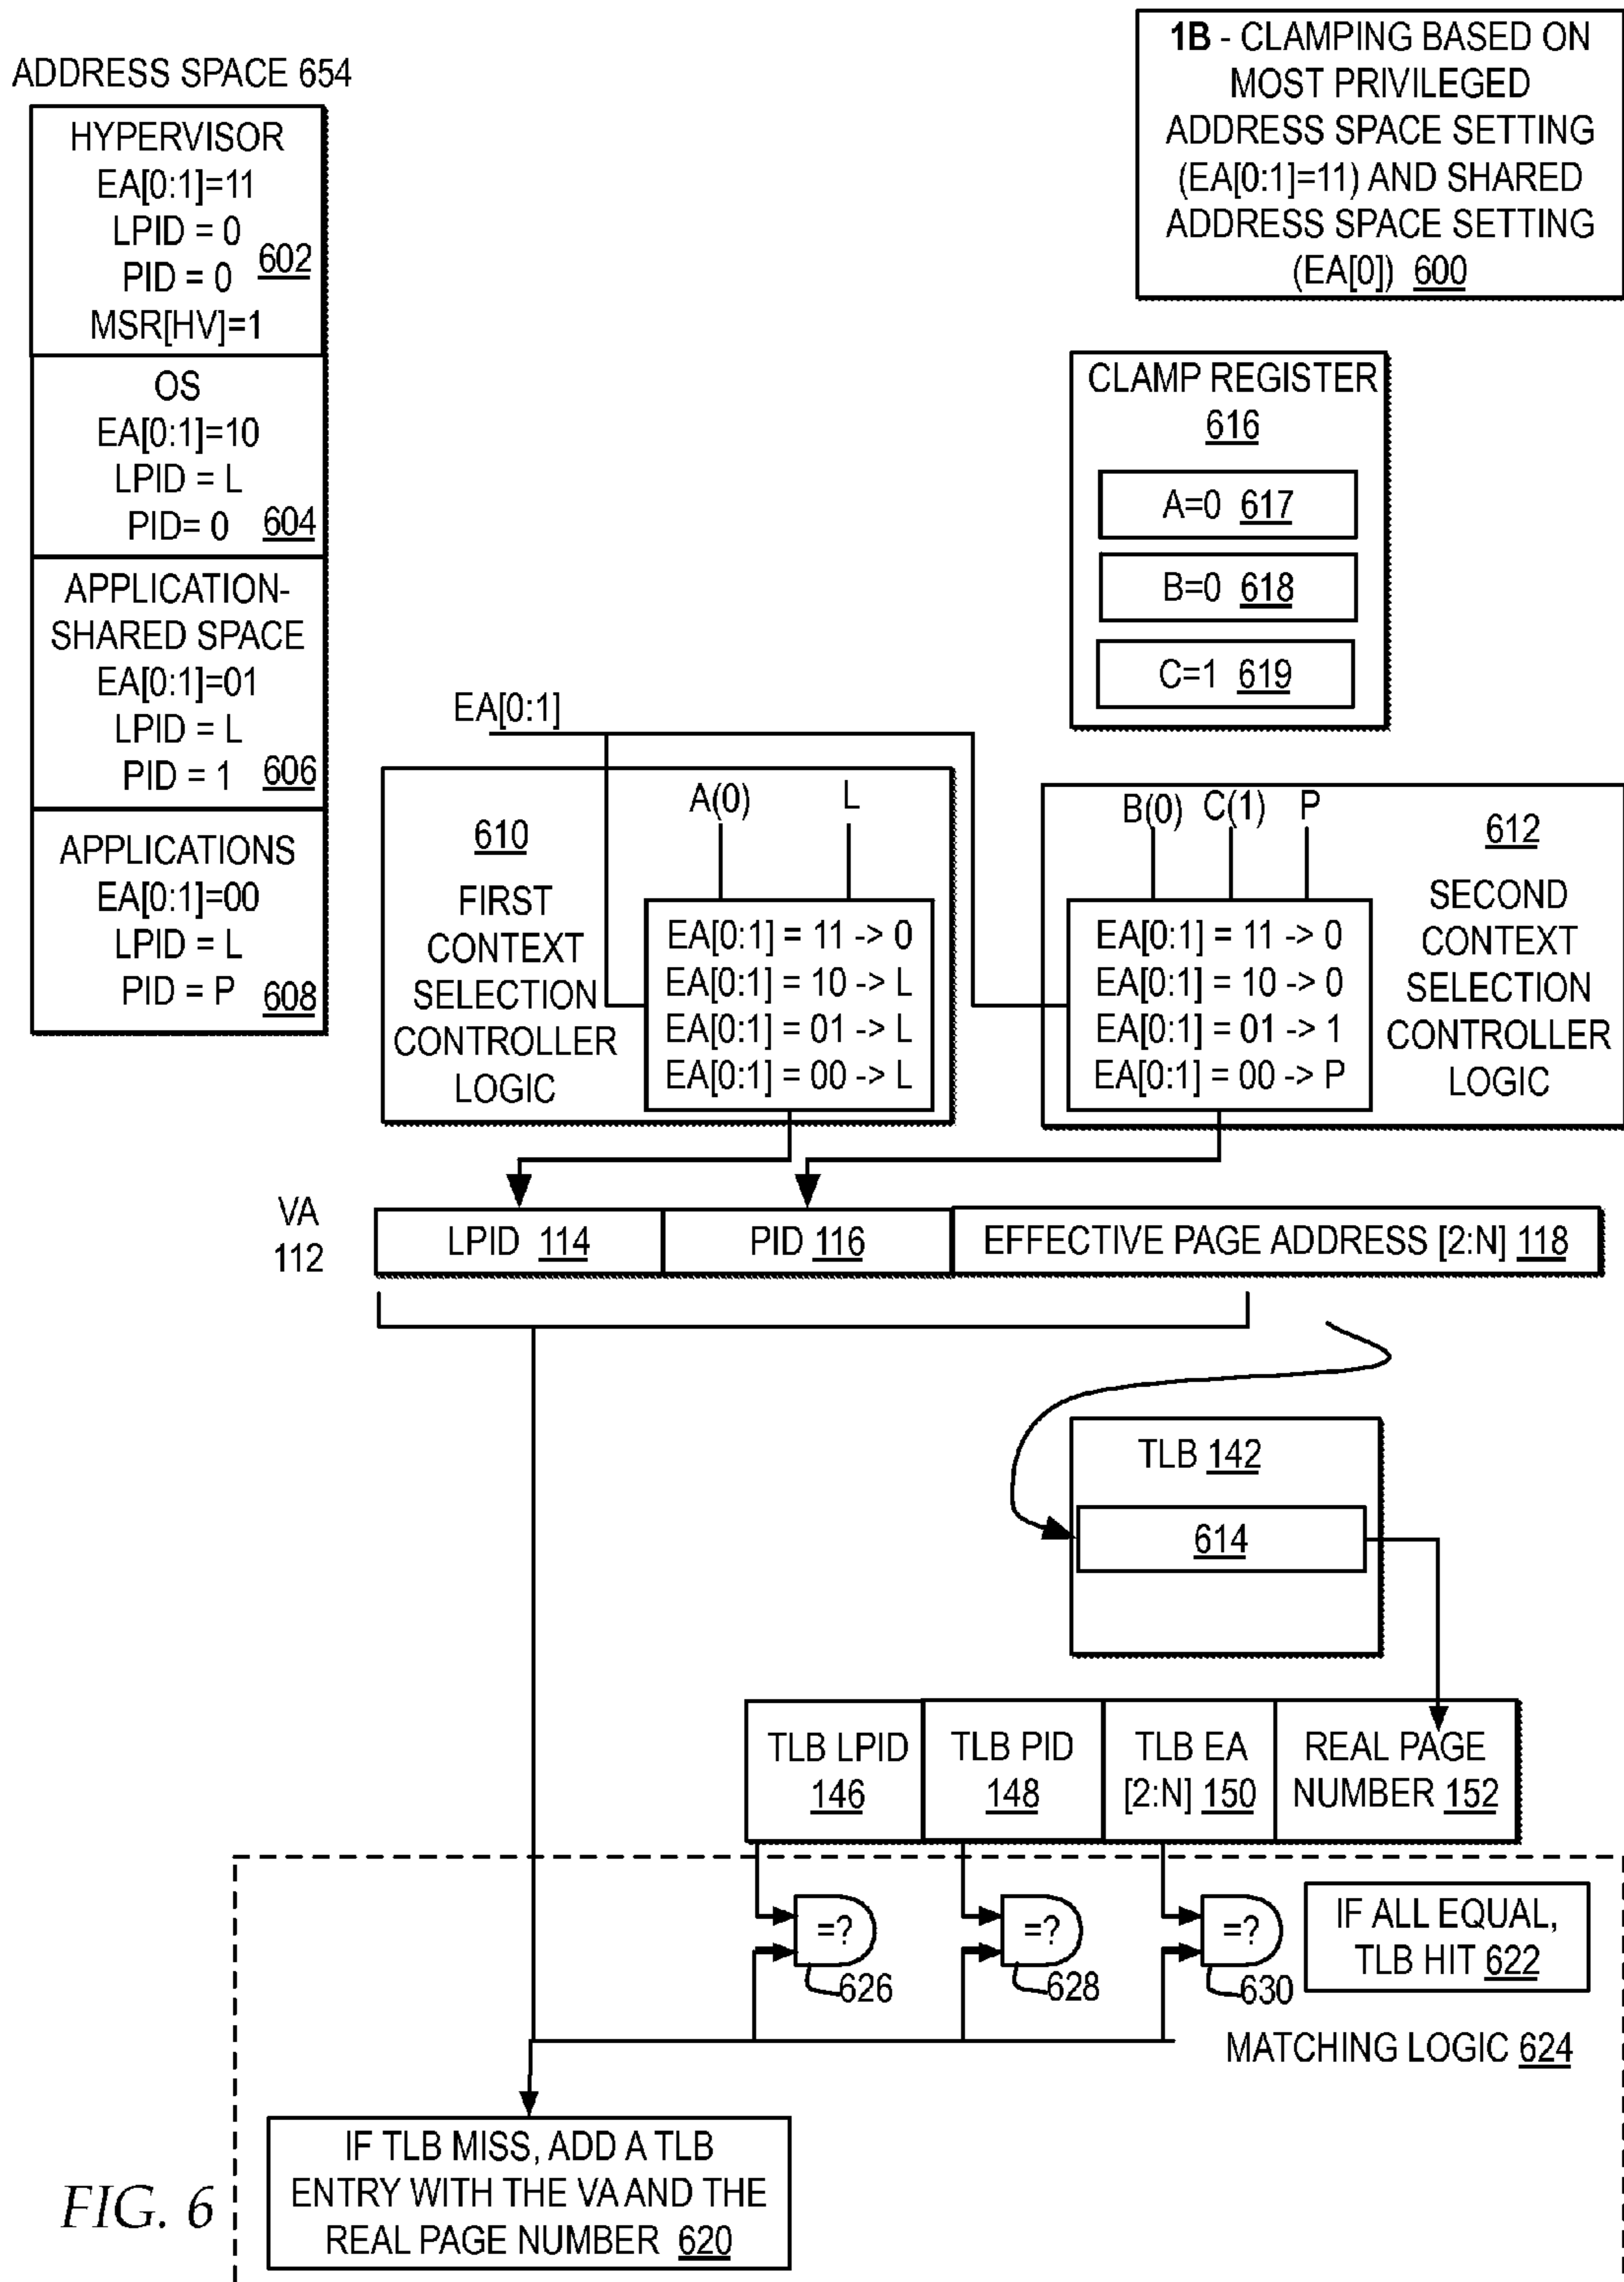 1B - CLAMPING BASED ON
MOST PRIVILEGED
ADDRESS SPACE SETTING
(EA[0:1]=11) AND SHARED
ADDRESS SPACE SETTING
(EA[0]) 600
ADDRESS SPACE 654
HYPERVISOR
EA[0:1]=11
LPID = 0
PID = 0 602
MSR[HV]=1
OS
EA[0:1]=10
LPID = L
PID= 0 604
APPLICATION-
SHARED SPACE
EA[0:1]=01
LPID = L
PID = 1 606
APPLICATIONS
EA[0:1]=00
LPID = L
PID = P 608
CLAMP REGISTER
616
A=0 617
B=0 618
C=1 619
EA[0:1]
610
FIRST
CONTEXT
SELECTION
CONTROLLER
LOGIC
A(0) L
EA[0:1] = 11 -> 0
EA[0:1] = 10 -> L
EA[0:1] = 01 -> L
EA[0:1] = 00 -> L
B(0) C(1) P
EA[0:1] = 11 -> 0
EA[0:1] = 10 -> 0
EA[0:1] = 01 -> 1
EA[0:1] = 00 -> P
612
SECOND
CONTEXT
SELECTION
CONTROLLER
LOGIC
VA
112
LPID 114
PID 116
EFFECTIVE PAGE ADDRESS [2:N] 118
TLB 142
614
TLB LPID
146
TLB PID
148
TLB EA
[2:N] 150
REAL PAGE
NUMBER 152
=?
626
=?
628
=?
630
IF ALL EQUAL,
TLB HIT 622
MATCHING LOGIC 624
IF TLB MISS, ADD A TLB
ENTRY WITH THE VA AND THE
REAL PAGE NUMBER 620
FIG. 6